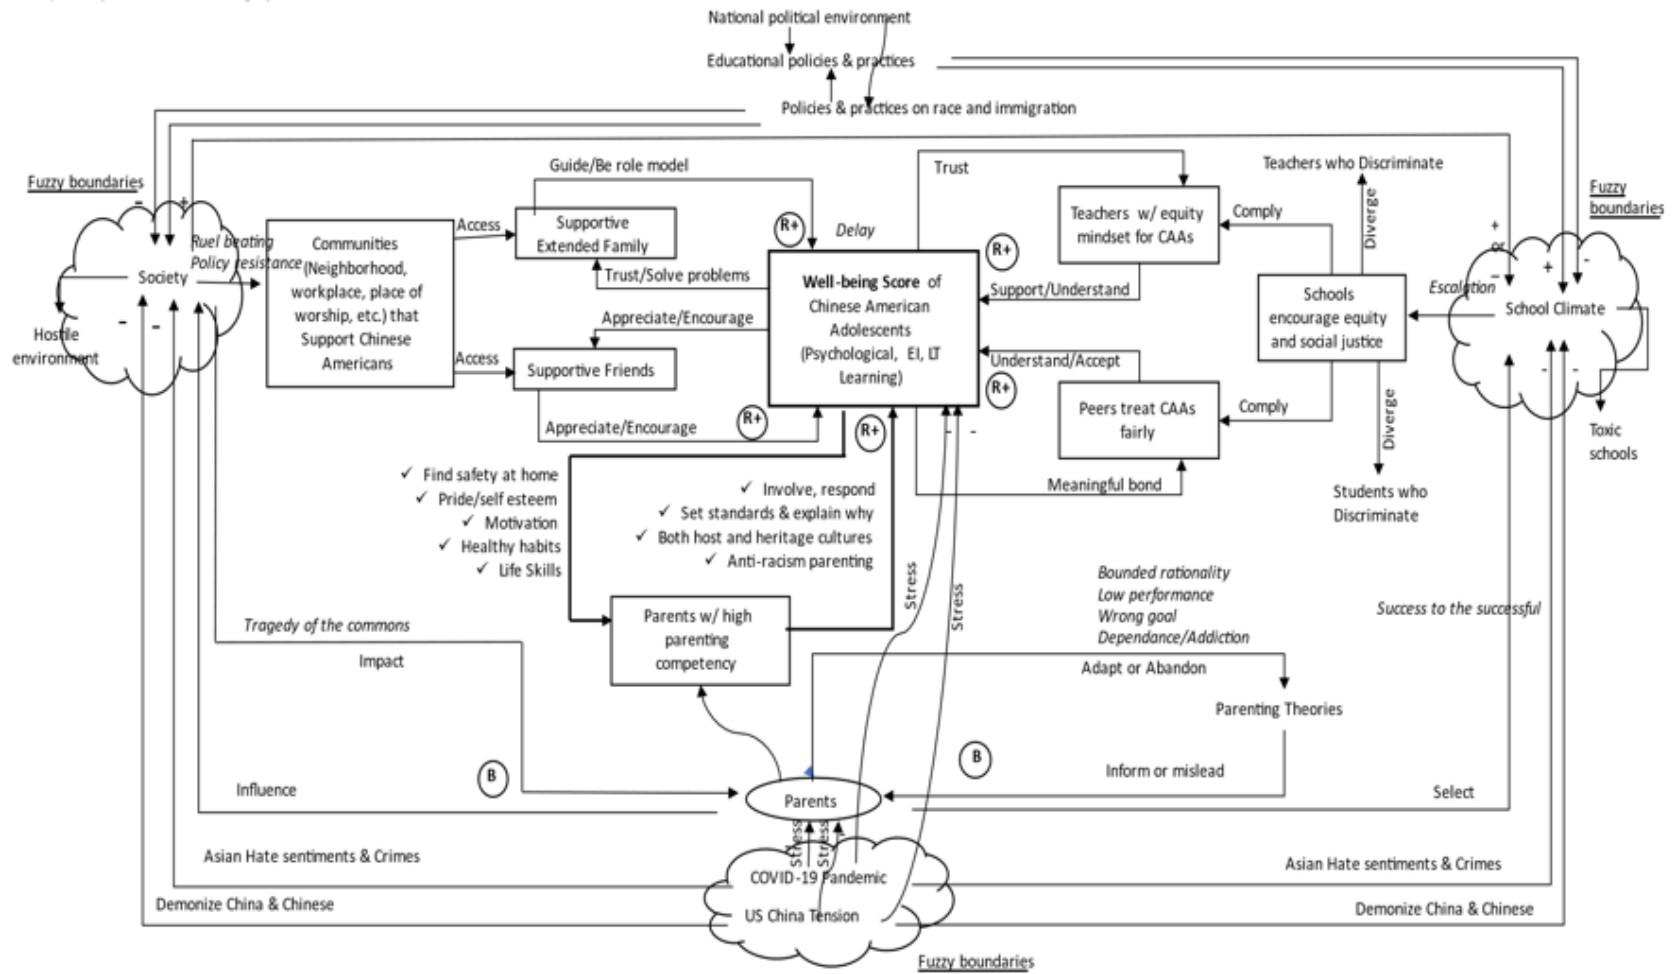 National political environment
Educational policies & practices
Policies & practices on race and immigration
Fuzzy boundaries
- +
Ruel beating
Policy resistance
Society
- -
Hostile
environment
Communities
(Neighborhood,
workplace, place of
worship, etc.) that
Support Chinese
Americans
Access
Access
Guide/Be role model
Supportive
Extended Family
Trust/Solve problems
Appreciate/Encourage
Supportive Friends
Appreciate/Encourage
R+
Delay
R+
Well-being Score of
Chinese American
Adolescents
(Psychological, EI, LT
Learning)
R+
R+
R+
- -
Trust
Teachers w/ equity
mindset for CAAs
Support/Understand
Understand/Accept
Peers treat CAAs
fairly
Meaningful bond
Comply
Comply
Teachers who Discriminate
Diverge
Schools
encourage equity
and social justice
Diverge
Students who
Discriminate
Fuzzy
boundaries
+
or
-
+ -
Escalation
School Climate
- -
Toxic
schools
✓ Find safety at home
✓ Pride/self esteem
✓ Motivation
✓ Healthy habits
✓ Life Skills
✓ Involve, respond
✓ Set standards & explain why
✓ Both host and heritage cultures
✓ Anti-racism parenting
Parents w/ high
parenting
competency
Stress
Stress
Bounded rationality
Low performance
Wrong goal
Dependance/Addiction
Adapt or Abandon
Success to the successful
Tragedy of the commons
Impact
Parenting Theories
B
B
Inform or mislead
Influence
Parents
Select
Stress
Stress
Asian Hate sentiments & Crimes
COVID-19 Pandemic
Asian Hate sentiments & Crimes
Demonize China & Chinese
US China Tension
Demonize China & Chinese
Fuzzy boundaries